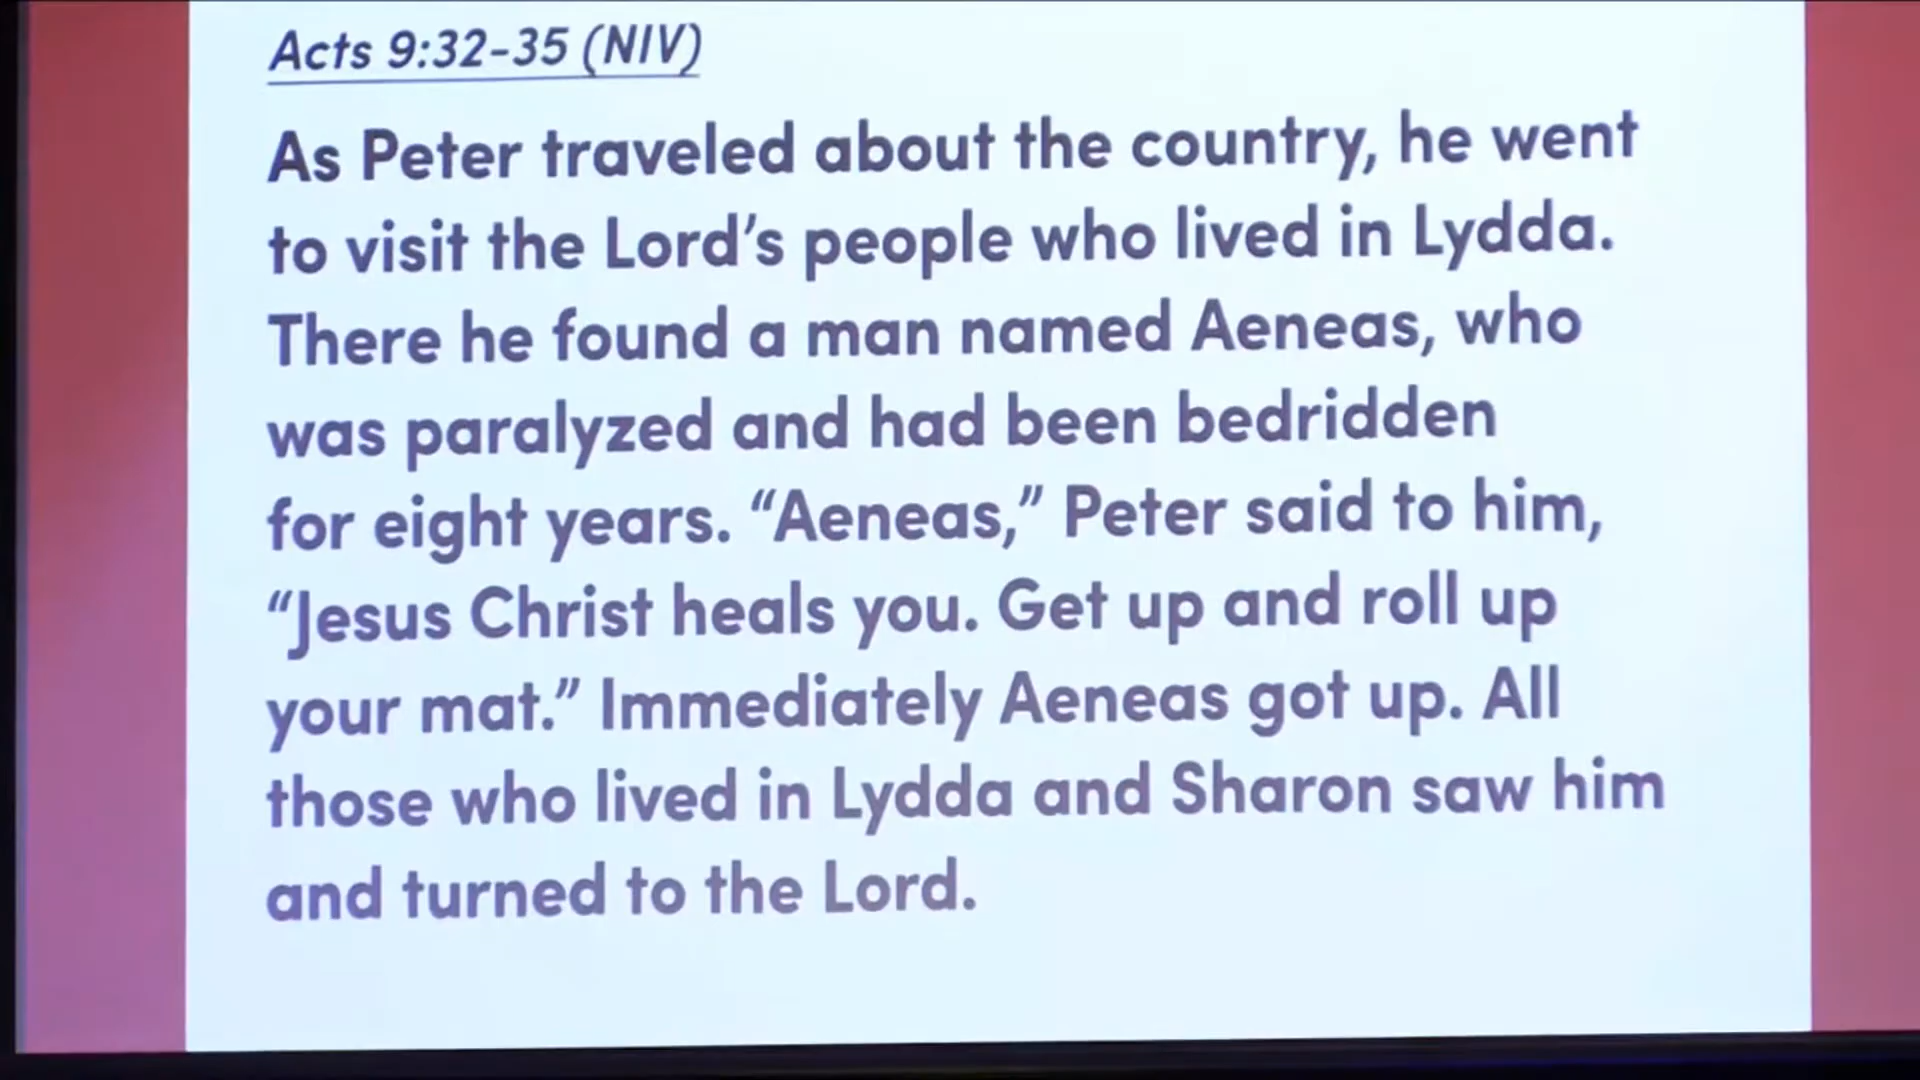 Acts 9:32-35 (NIV)
As Peter traveled about the country, he went
to visit the Lord’s people who lived in Lydda.
There he found a man named Aeneas, who
was paralyzed and had been bedridden
for eight years. “Aeneas,” Peter said to him,
“Jesus Christ heals you. Get up and roll up
your mat.” Immediately Aeneas got up. All
those who lived in Lydda and Sharon saw him
and turned to the Lord.